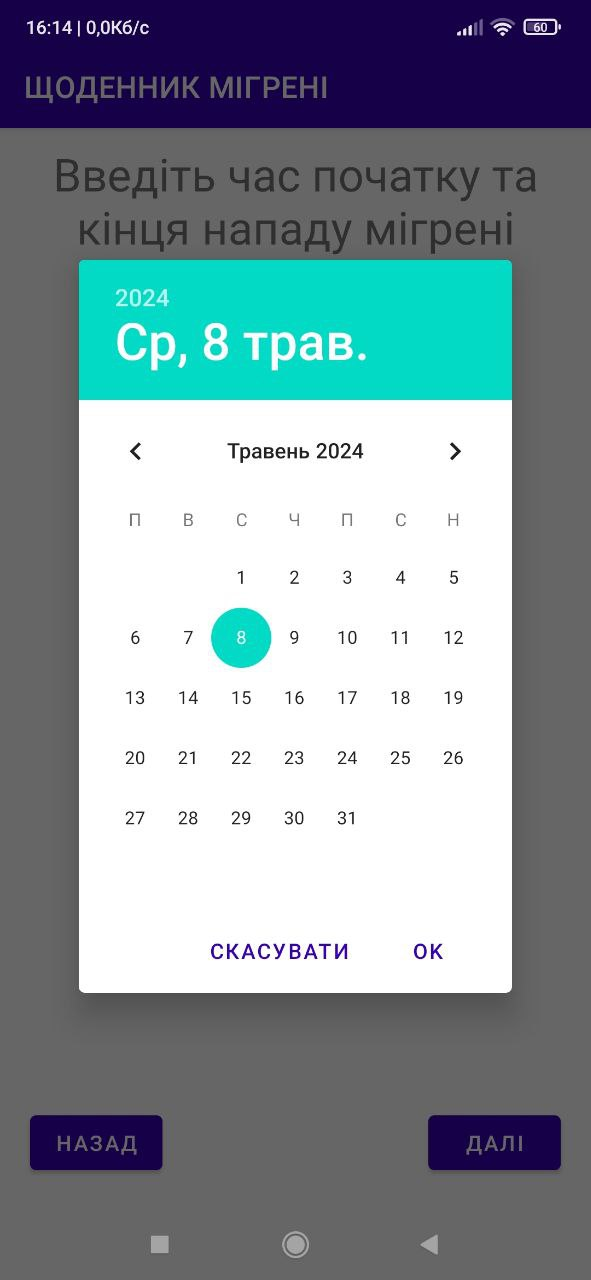 16:14 | 0,0Кб/с 60
ЩОДЕННИК МІГРЕНІ
Введіть час початку та
кінця нападу мігрені
2024
Ср, 8 трав.
Травень 2024
П В С Ч П С Н
1 2 3 4 5
6 7 8 9 10 11 12
13 14 15 16 17 18 19
20 21 22 23 24 25 26
27 28 29 30 31
СКАСУВАТИ OK
НАЗАД ДАЛІ